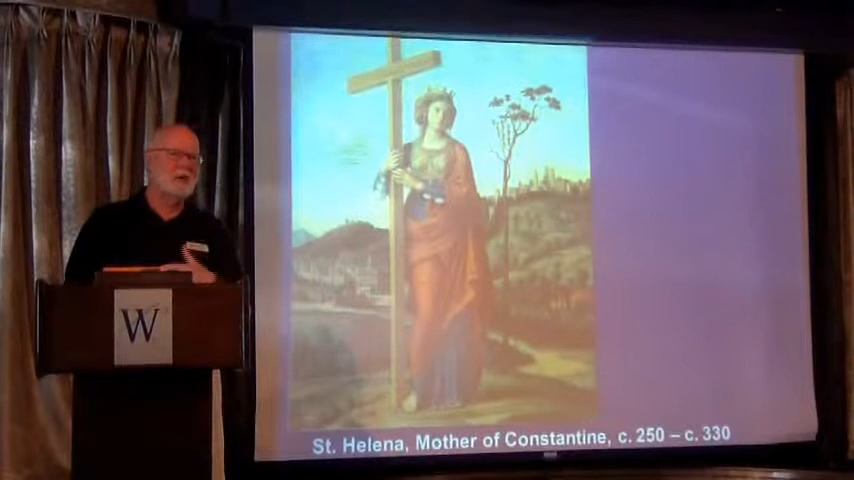 W
St. Helena, Mother of Constantine, c. 250 – c. 330